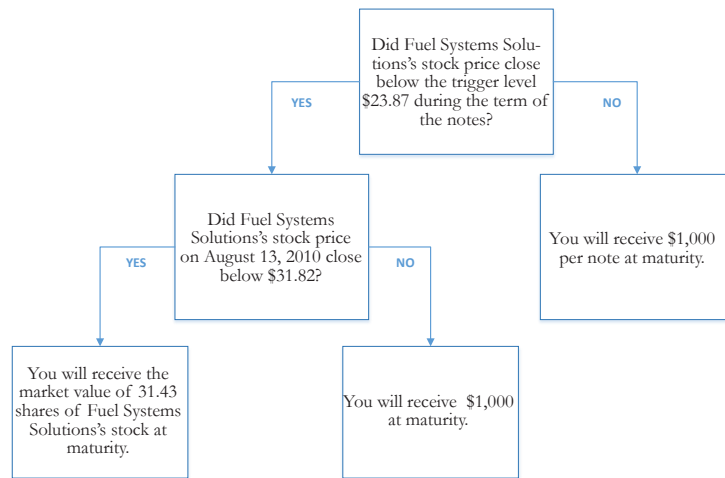 Did Fuel Systems Solu-
tions's stock price close
below the trigger level
$23.87 during the term of
the notes?
YES
NO
Did Fuel Systems
Solutions's stock price
on August 13, 2010 close
below $31.82?
You will receive $1,000
per note at maturity.
YES
NO
You will receive the
market value of 31.43
shares of Fuel Systems
Solutions's stock at
maturity.
You will receive  $1,000
at maturity.